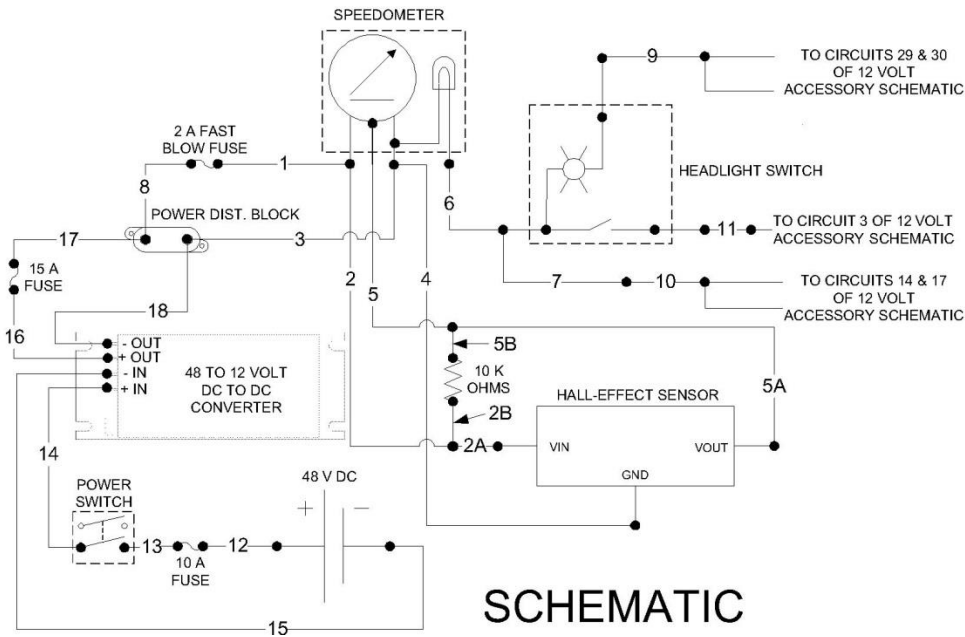 SPEEDOMETER
9
TO CIRCUITS 29 & 30
OF 12 VOLT
ACCESSORY SCHEMATIC
2 A FAST
BLOW FUSE
1
8
6
HEADLIGHT SWITCH
POWER DIST. BLOCK
17
3
11
TO CIRCUIT 3 OF 12 VOLT
ACCESSORY SCHEMATIC
15 A
FUSE
2
5
4
7
10
TO CIRCUITS 14 & 17
OF 12 VOLT
ACCESSORY SCHEMATIC
18
16
- OUT
+ OUT
- IN
+ IN
48 TO 12 VOLT
DC TO DC
CONVERTER
5B
10 K
OHMS
2B
5A
HALL-EFFECT SENSOR
2A
VIN
VOUT
GND
14
POWER
SWITCH
48 V DC
+
−
13
12
10 A
FUSE
15
SCHEMATIC